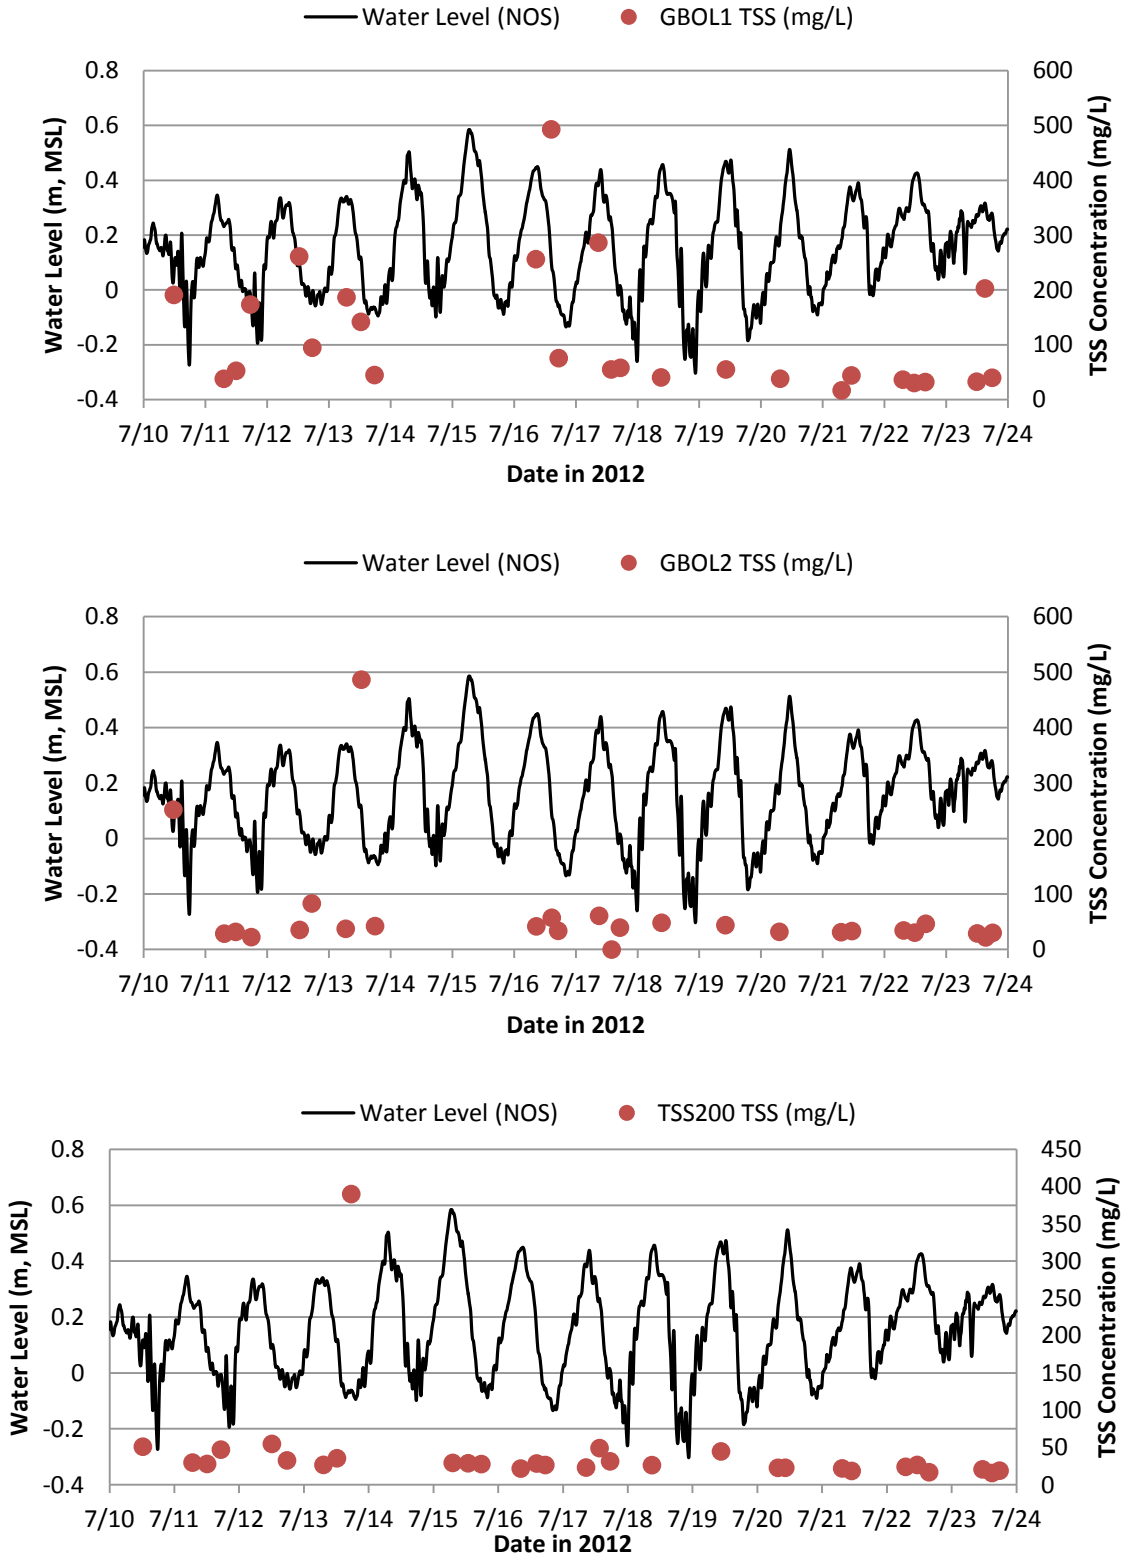 Water Level (NOS) GBOL1 TSS (mg/L)
0.8 600
0.6 500
0.4 400
0.2 300
0 200
-0.2 100
-0.4 0
Water Level (m, MSL)
TSS Concentration (mg/L)
7/10 7/11 7/12 7/13 7/14 7/15 7/16 7/17 7/18 7/19 7/20 7/21 7/22 7/23 7/24
Date in 2012
Water Level (NOS) GBOL2 TSS (mg/L)
0.8 600
0.6 500
0.4 400
0.2 300
0 200
-0.2 100
-0.4 0
Water Level (m, MSL)
TSS Concentration (mg/L)
7/10 7/11 7/12 7/13 7/14 7/15 7/16 7/17 7/18 7/19 7/20 7/21 7/22 7/23 7/24
Date in 2012
Water Level (NOS) TSS200 TSS (mg/L)
0.8 450
400
0.6 350
0.4 300
250
0.2 200
0 150
-0.2 100
50
-0.4 0
Water Level (m, MSL)
TSS Concentration (mg/L)
7/10 7/11 7/12 7/13 7/14 7/15 7/16 7/17 7/18 7/19 7/20 7/21 7/22 7/23 7/24
Date in 2012